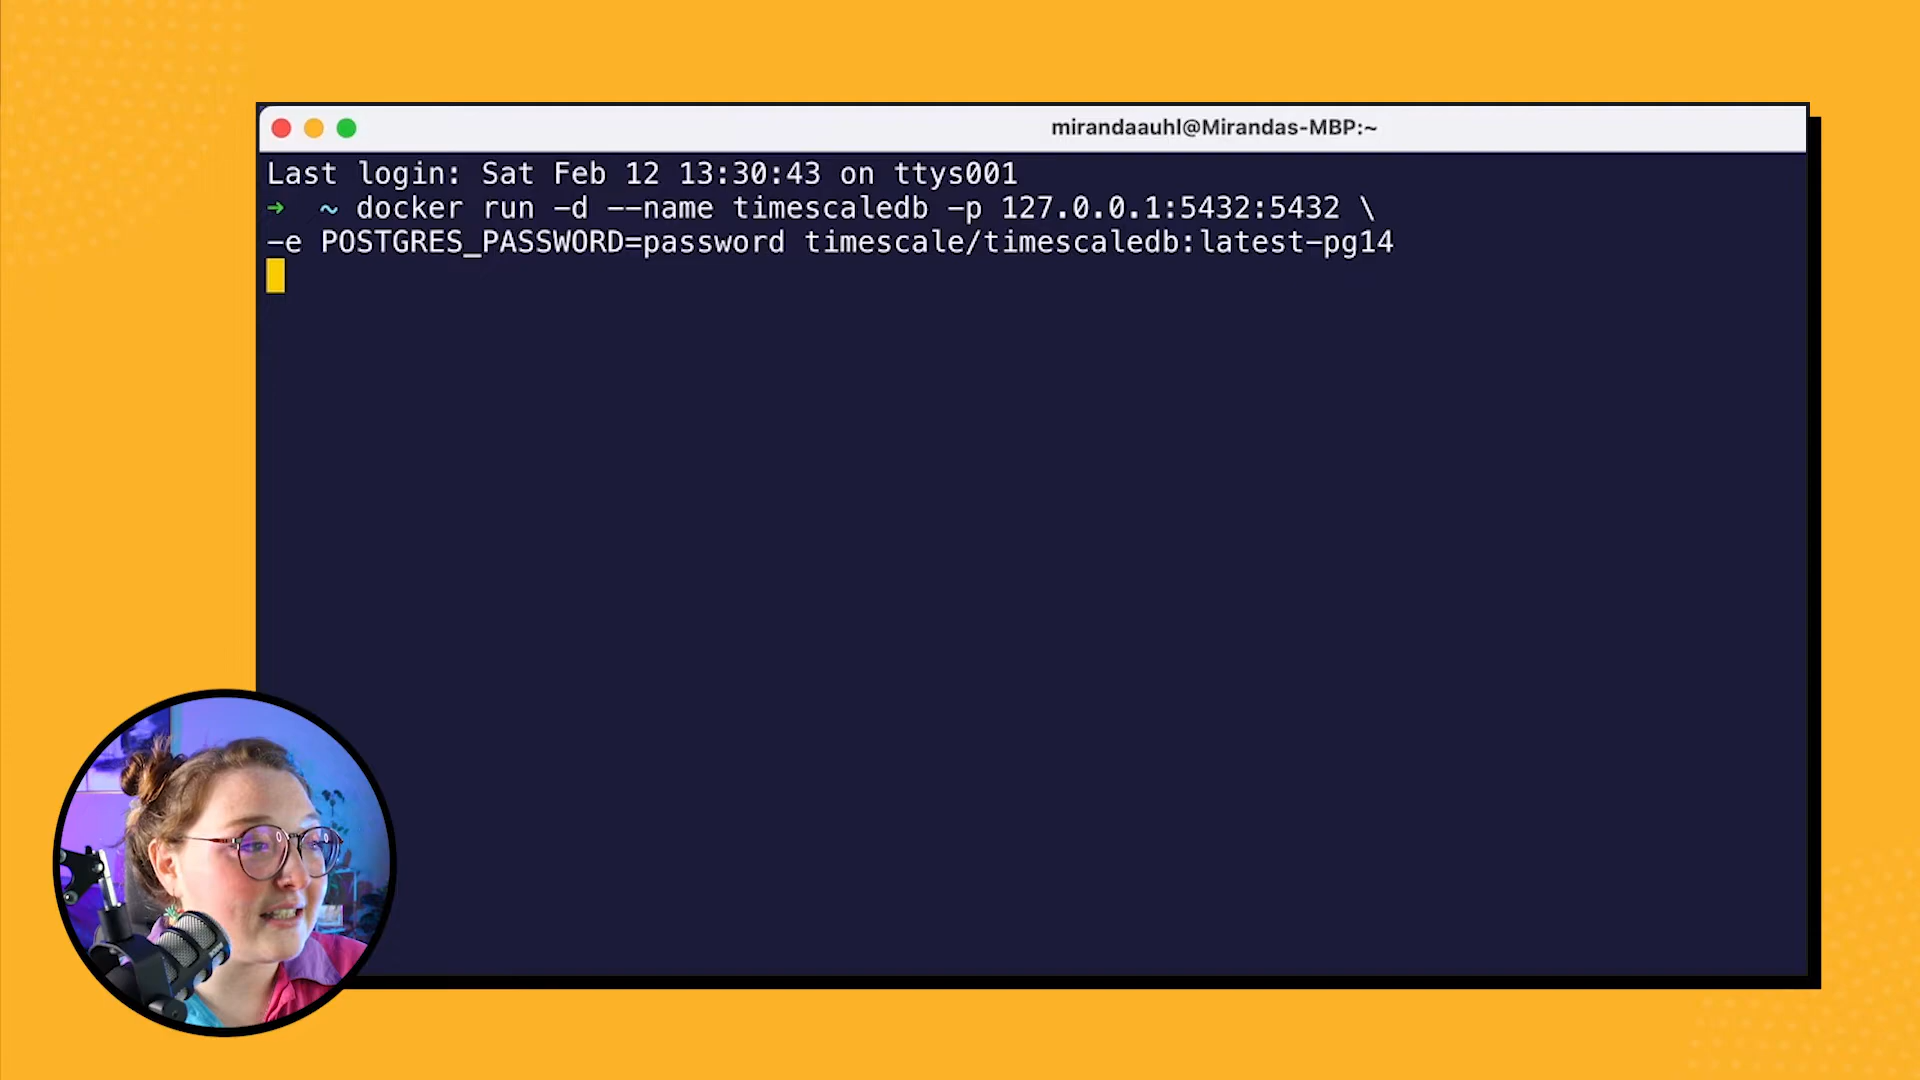 mirandaauhl@Mirandas-MBP:~
Last login: Sat Feb 12 13:30:43 on ttys001
➜ ~ docker run -d --name timescaledb -p 127.0.0.1:5432:5432 \
-e POSTGRES_PASSWORD=password timescale/timescaledb:latest-pg14